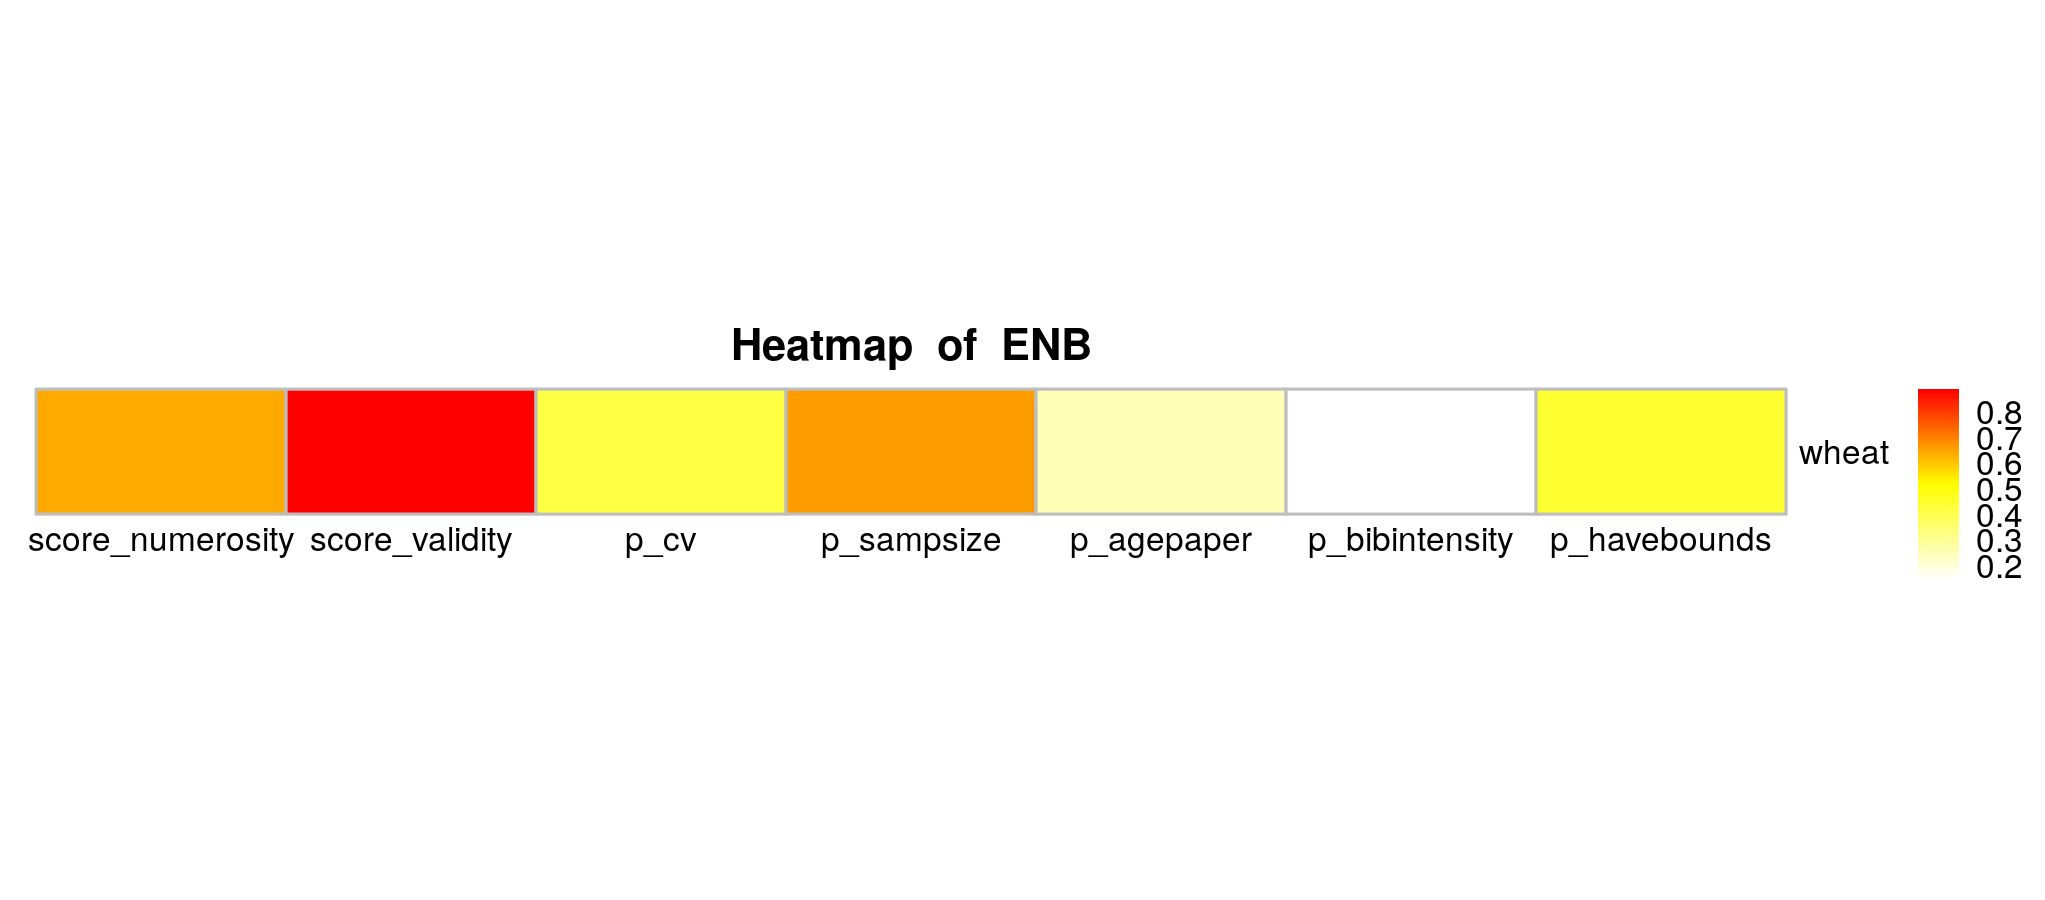 Heatmap of ENB
wheat
score_numerosity score_validity p_cv p_sampsize p_agepaper p_bibintensity p_havebounds
0.8
0.7
0.6
0.5
0.4
0.3
0.2